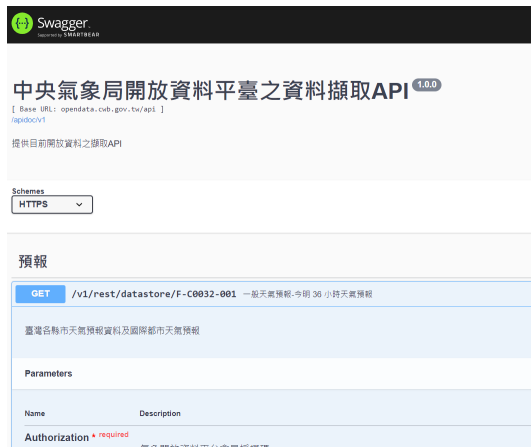 Swagger.
Supported by SMARTBEAR
中央氣象局開放資料平臺之資料擷取API 1.0.0
[ Base URL: opendata.cwb.gov.tw/api ]
/apidoc/v1
提供目前開放資料之擷取API
Schemes
HTTPS
預報
GET /v1/rest/datastore/F-C0032-001 一般天氣預報-今明 36 小時天氣預報
臺灣各縣市天氣預報資料及國際都市天氣預報
Parameters
Name Description
Authorization * required